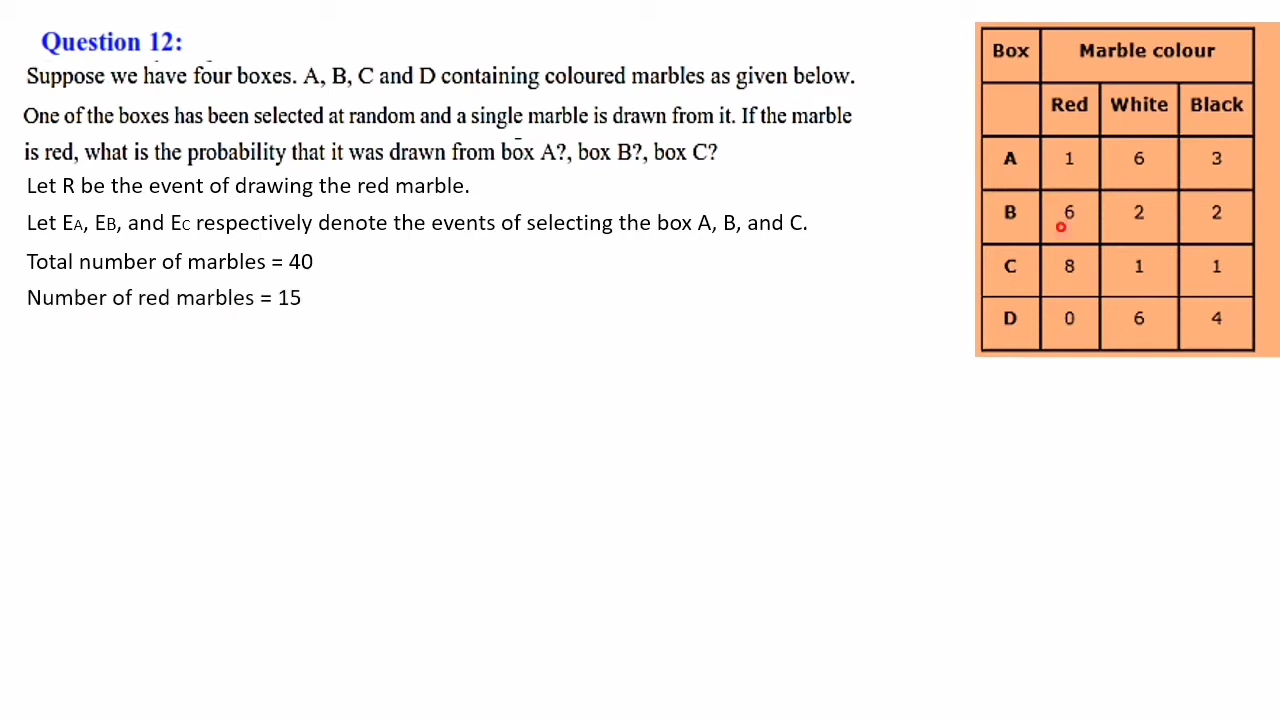 Question 12:
Suppose we have four boxes. A, B, C and D containing coloured marbles as given below.
One of the boxes has been selected at random and a single marble is drawn from it. If the marble
is red, what is the probability that it was drawn from box A?, box B?, box C?
Let R be the event of drawing the red marble.
Let EA, EB, and EC respectively denote the events of selecting the box A, B, and C.
Total number of marbles = 40
Number of red marbles = 15
Box Marble colour
Red White Black
A 1 6 3
B 6 2 2
C 8 1 1
D 0 6 4